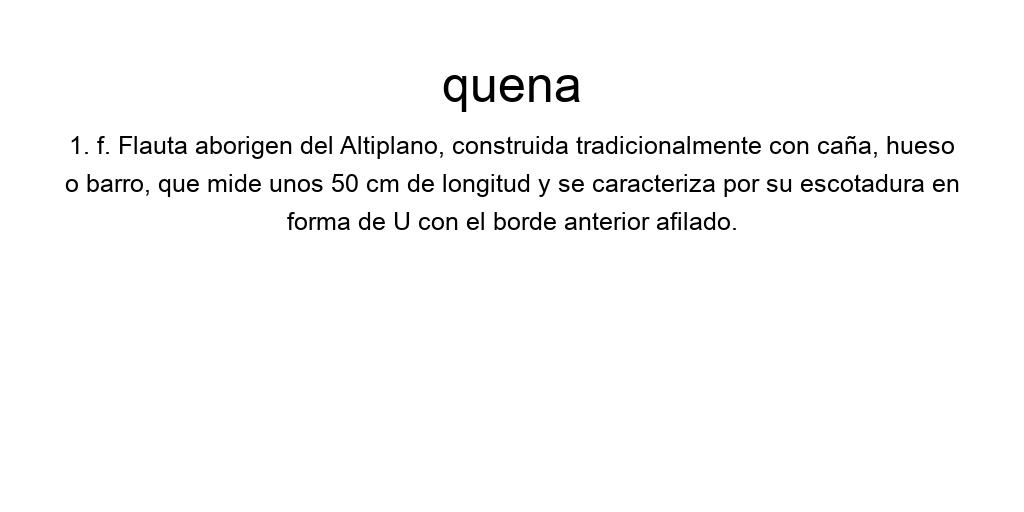 quena
1. f. Flauta aborigen del Altiplano, construida tradicionalmente con caña, hueso
o barro, que mide unos 50 cm de longitud y se caracteriza por su escotadura en
forma de U con el borde anterior afilado.